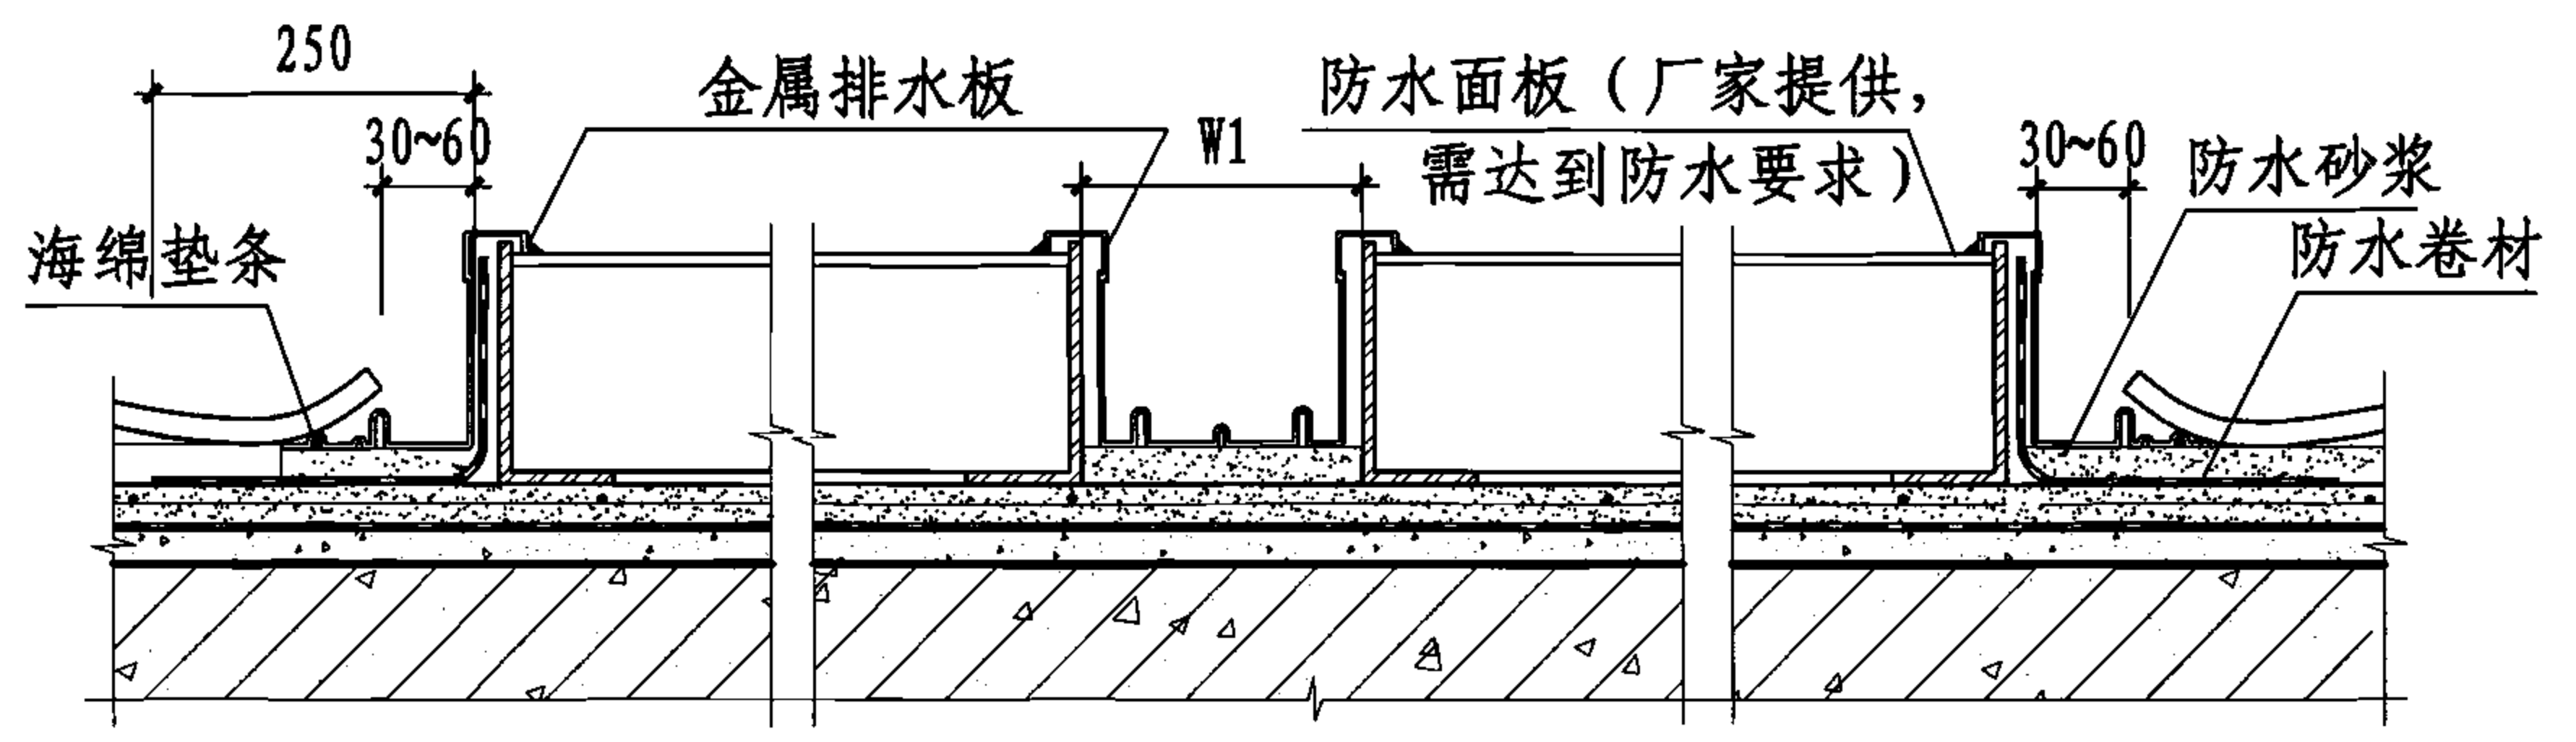 250
金属排水板
防水面板（厂家提供，
需达到防水要求）
30~60
W1
30~60
防水砂浆
海绵垫条
防水卷材